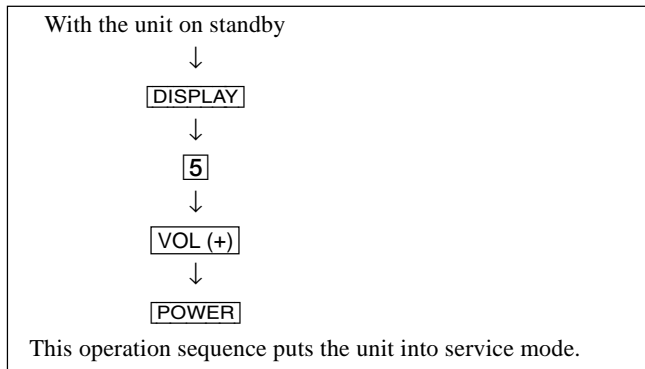 With the unit on standby
↓
DISPLAY
↓
5
↓
VOL (+)
↓
POWER
This operation sequence puts the unit into service mode.